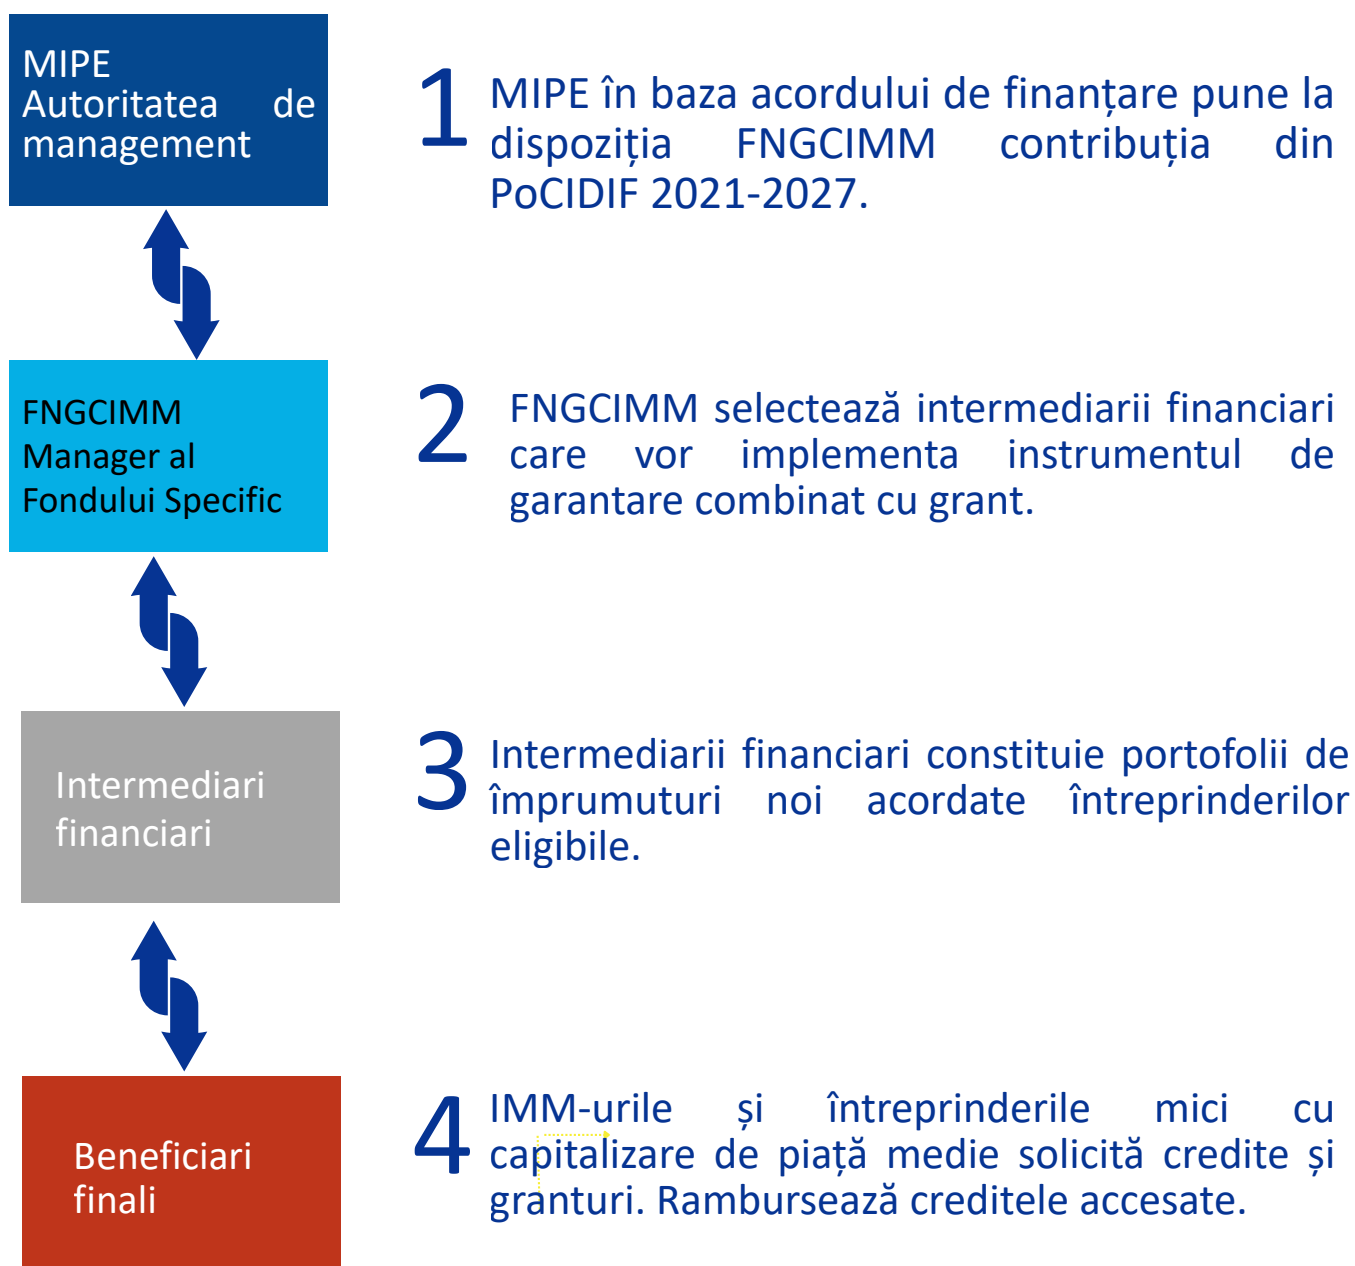 MIPE
Autoritatea de
management
1
MIPE în baza acordului de finanțare pune la
dispoziția FNGCIMM contribuția din
PoCIDIF 2021-2027.
FNGCIMM
Manager al
Fondului Specific
2
FNGCIMM selectează intermediarii financiari
care vor implementa instrumentul de
garantare combinat cu grant.
Intermediari
financiari
3
Intermediarii financiari constituie portofolii de
împrumuturi noi acordate întreprinderilor
eligibile.
Beneficiari
finali
4
IMM-urile și întreprinderile mici cu
capitalizare de piață medie solicită credite și
granturi. Rambursează creditele accesate.